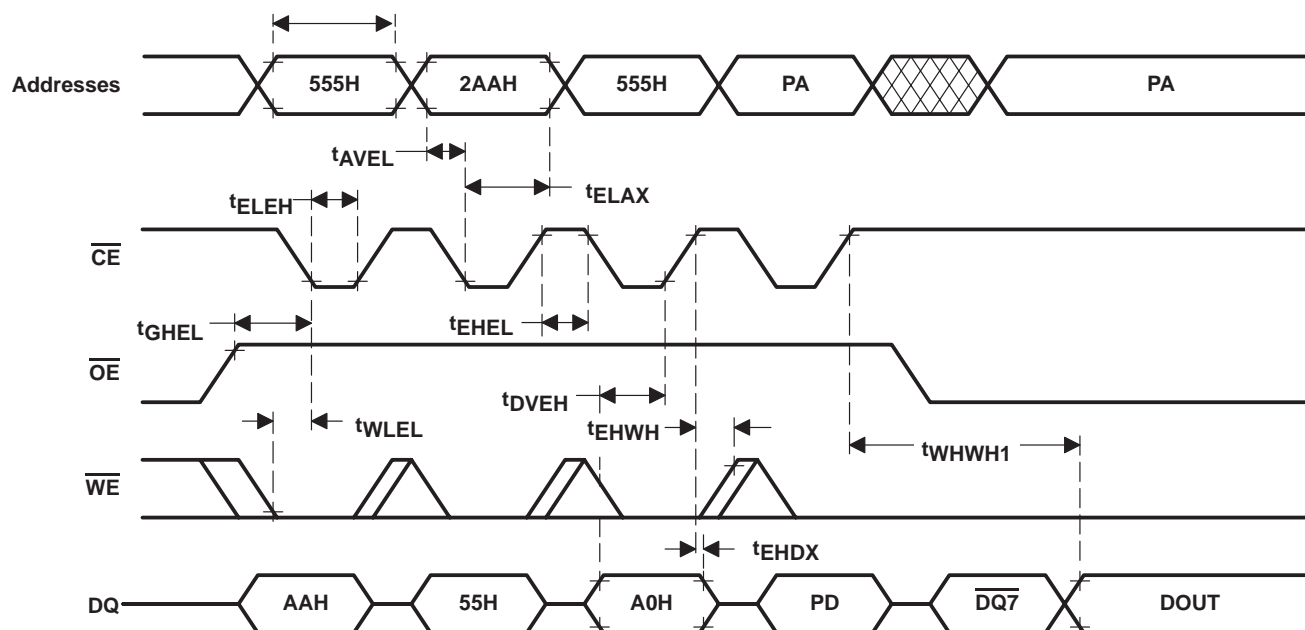 Addresses 555H 2AAH 555H PA PA
tAVEL
tELAX
tELEH
CE
tGHEL
tEHEL
OE
tDVEH
tWLEL
tEHWH
tWHWH1
WE
tEHDX
DQ AAH 55H A0H PD DQ7 DOUT